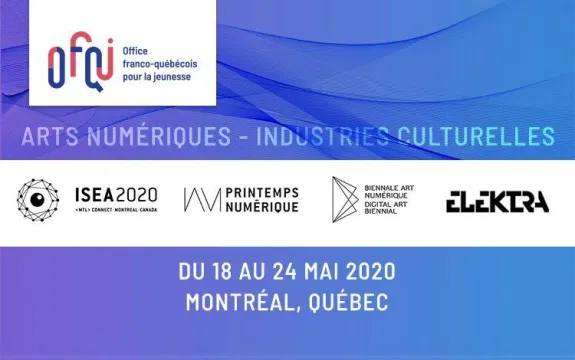 OFQJ
Office
franco-québécois
pour la jeunesse
ARTS NUMÉRIQUES - INDUSTRIES CULTURELLES
ISEA2020
<MTL> CONNECT·MONTREAL·CANADA
PRINTEMPS
NUMÉRIQUE
BIENNALE ART
NUMÉRIQUE
DIGITAL ART
BIENNIAL
ELEKTRA
DU 18 AU 24 MAI 2020
MONTRÉAL, QUÉBEC